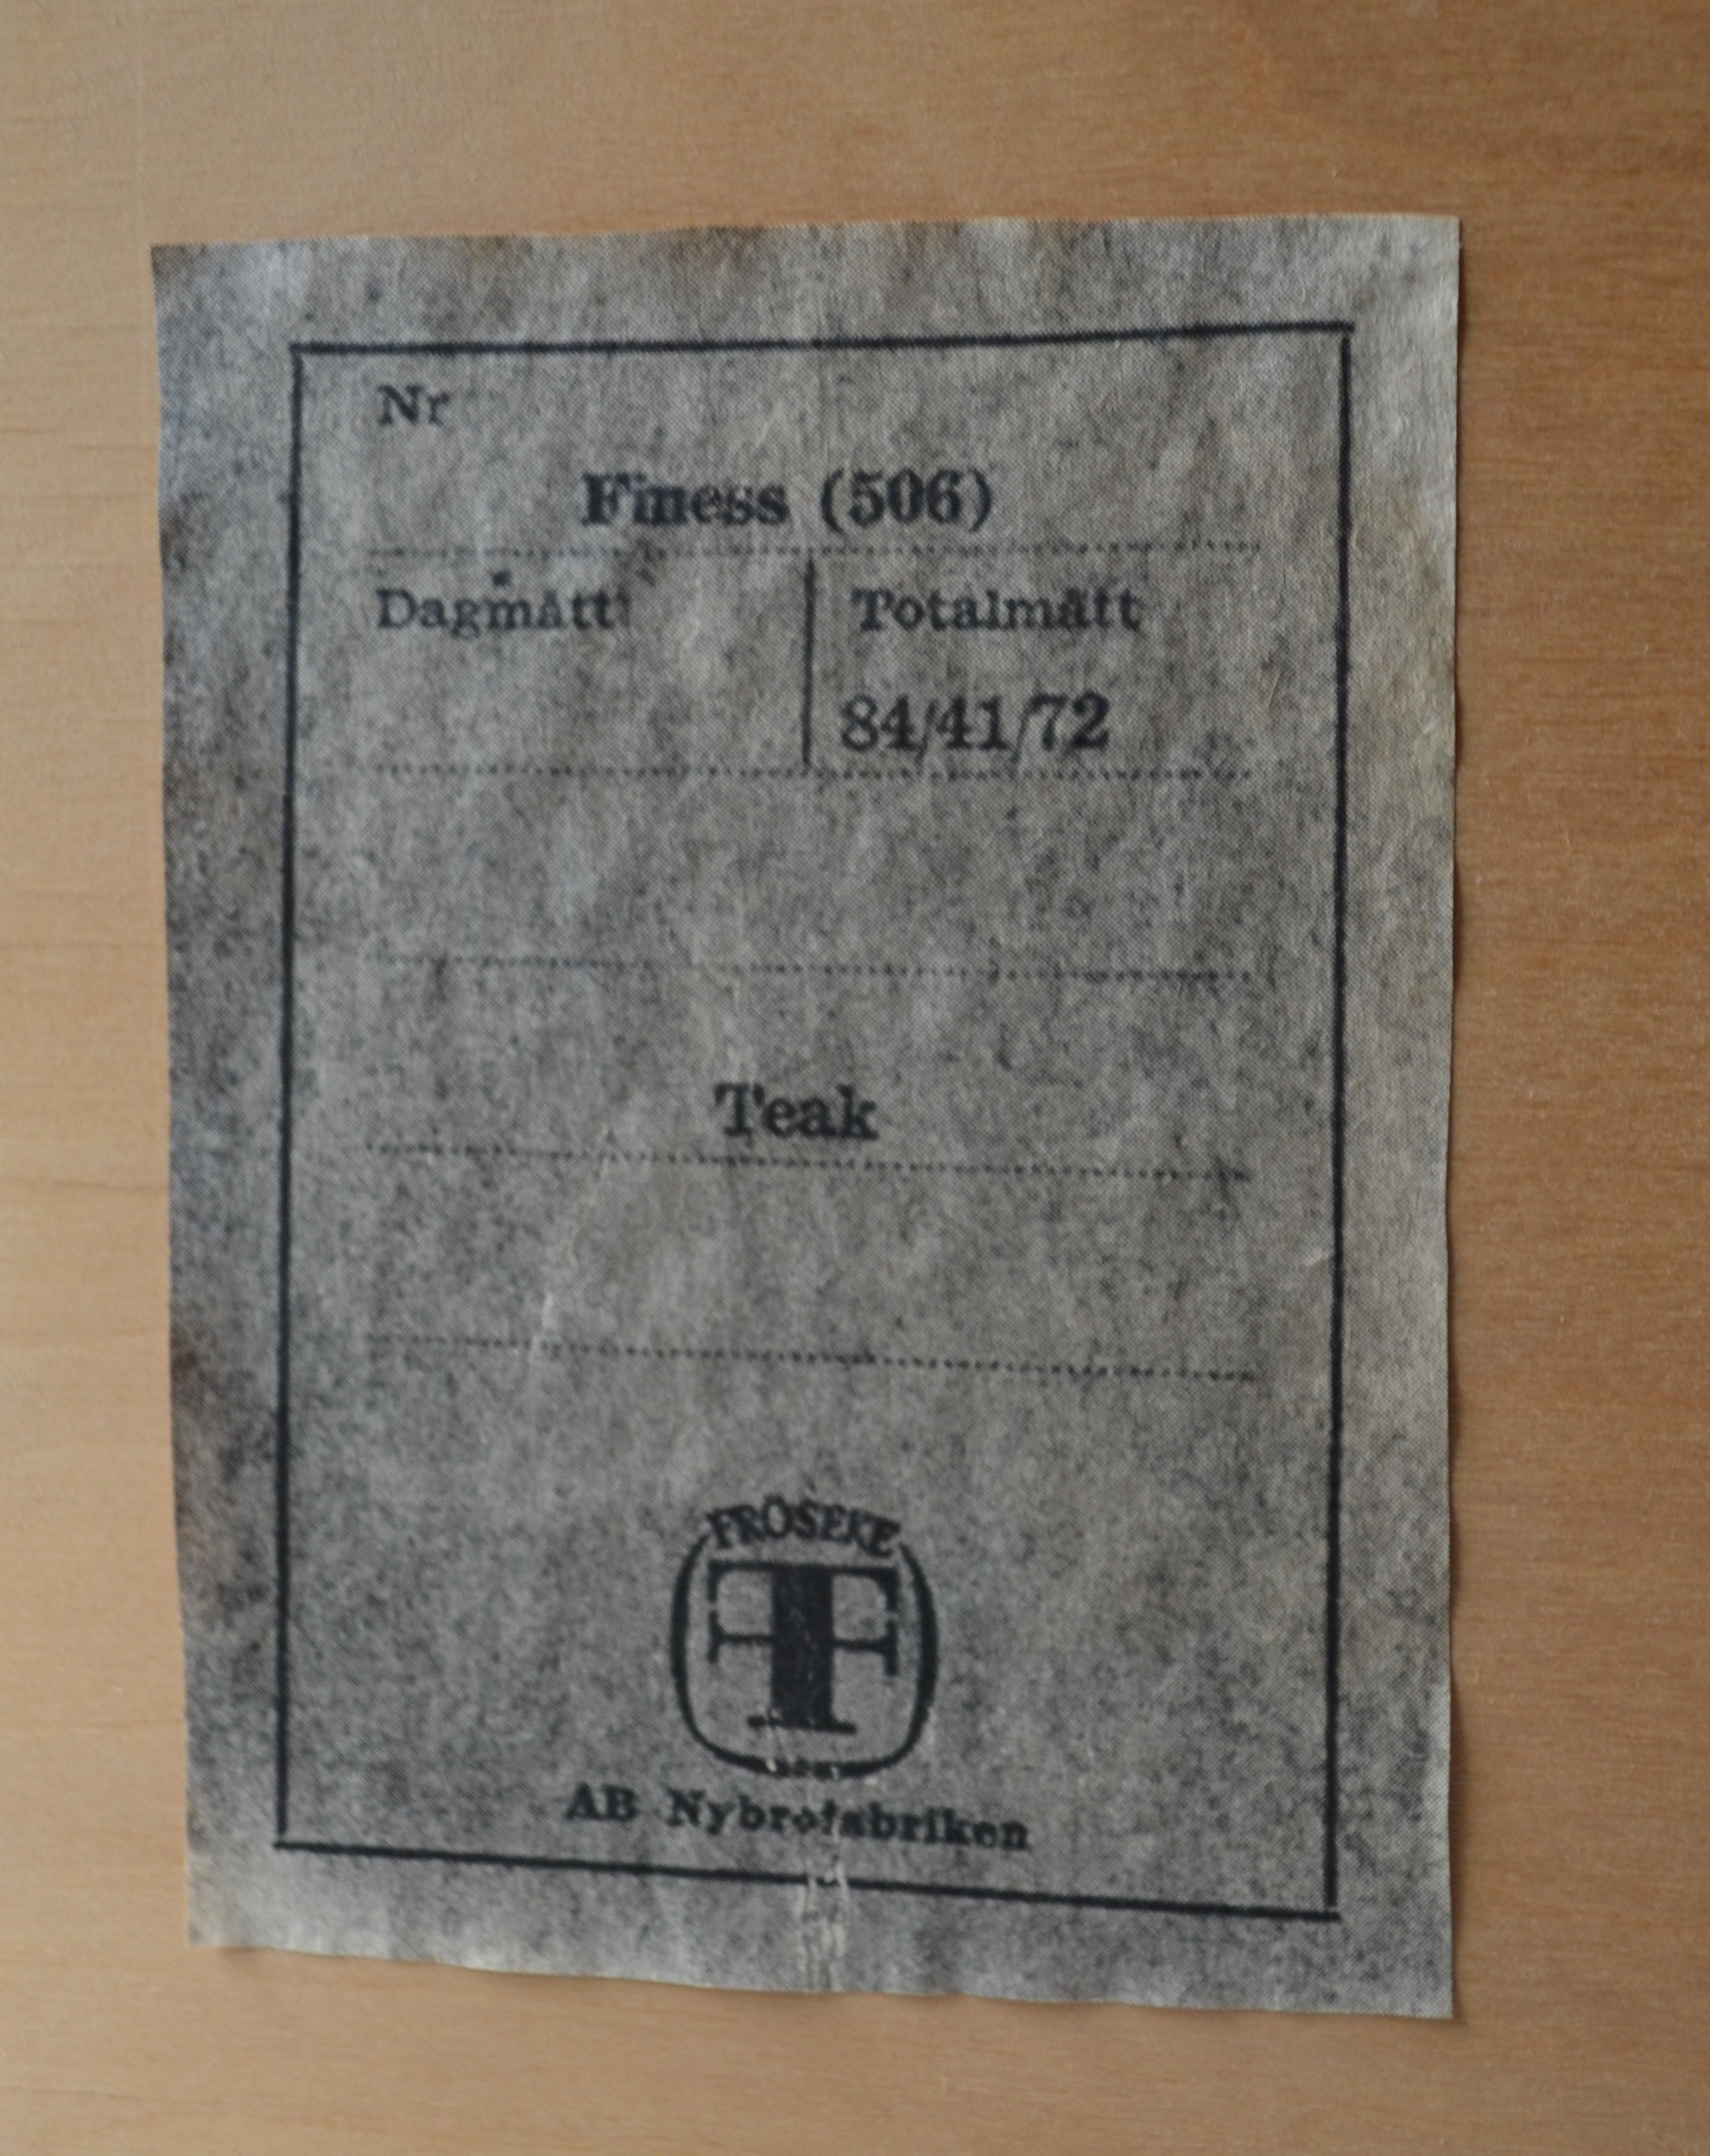 Nr
Finess (506)
Dagmått Totalmått
84/41/72
Teak
FRÖSEKE
F
AB Nybrofabriken